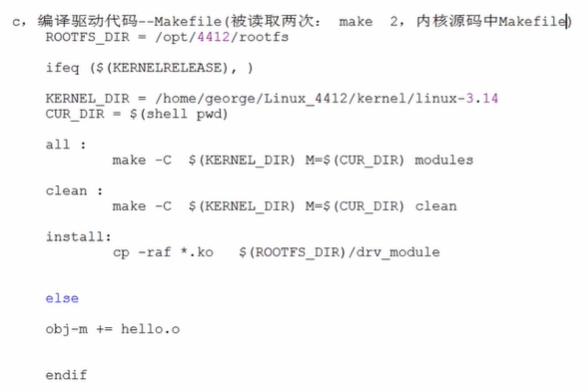 c, 编译驱动代码--Makefile(被读取两次: make 2, 内核源码中Makefile)
ROOTFS_DIR = /opt/4412/rootfs
ifeq ($(KERNELRELEASE), )
KERNEL_DIR = /home/george/Linux_4412/kernel/linux-3.14
CUR_DIR = $(shell pwd)
all :
make -C $(KERNEL_DIR) M=$(CUR_DIR) modules
clean :
make -C $(KERNEL_DIR) M=$(CUR_DIR) clean
install:
cp -raf *.ko $(ROOTFS_DIR)/drv_module
else
obj-m += hello.o
endif